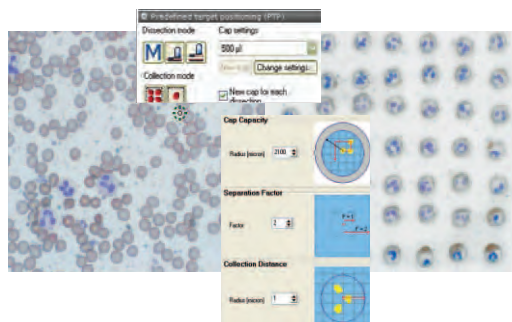 Predefined target positioning (PTP)
Dissection mode
Cap settings
500 µl
Change settings...
Collection mode
New cap for each
dissection
Cap Capacity
Radius [micron]
2100
Separation Factor
Factor
2
Collection Distance
Radius [micron]
1